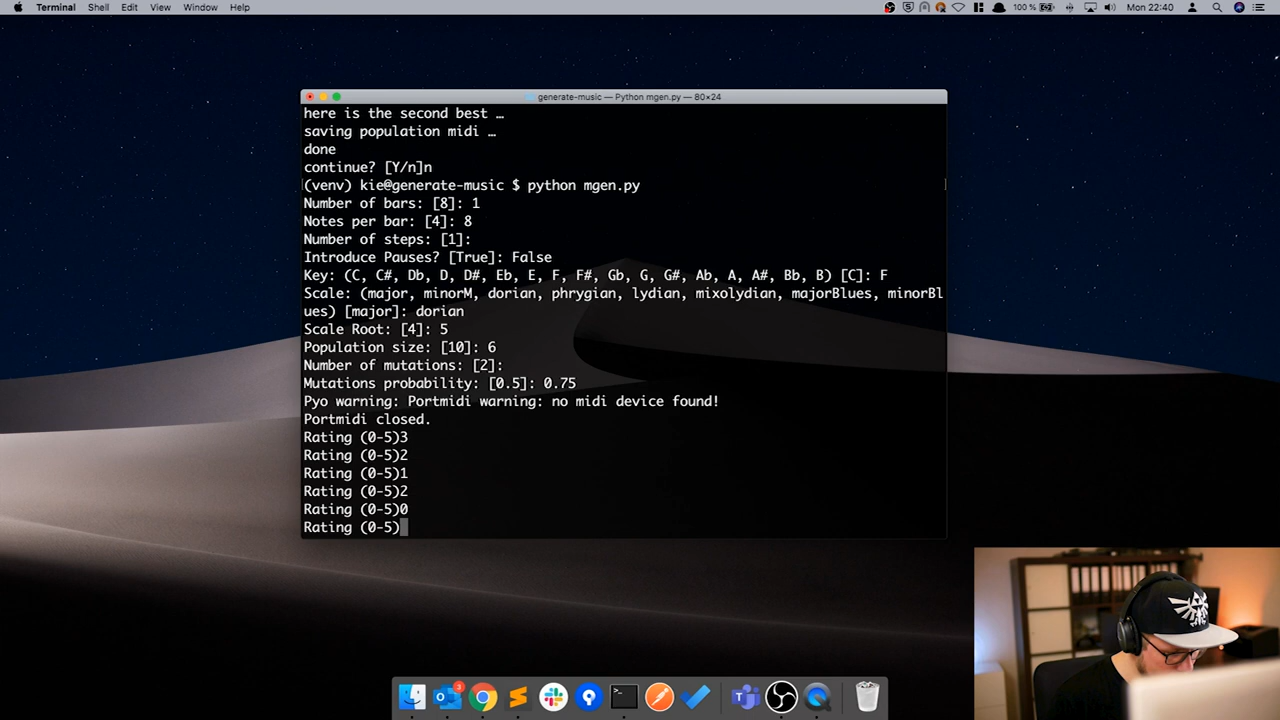 Terminal Shell Edit View Window Help 100 % Mon 22:40
generate-music — Python mgen.py — 80×24
here is the second best …
saving population midi …
done
continue? [Y/n]n
(venv) kie@generate-music $ python mgen.py
Number of bars: [8]: 1
Notes per bar: [4]: 8
Number of steps: [1]:
Introduce Pauses? [True]: False
Key: (C, C#, Db, D, D#, Eb, E, F, F#, Gb, G, G#, Ab, A, A#, Bb, B) [C]: F
Scale: (major, minorM, dorian, phrygian, lydian, mixolydian, majorBlues, minorBl
ues) [major]: dorian
Scale Root: [4]: 5
Population size: [10]: 6
Number of mutations: [2]:
Mutations probability: [0.5]: 0.75
Pyo warning: Portmidi warning: no midi device found!
Portmidi closed.
Rating (0-5)3
Rating (0-5)2
Rating (0-5)1
Rating (0-5)2
Rating (0-5)0
Rating (0-5)